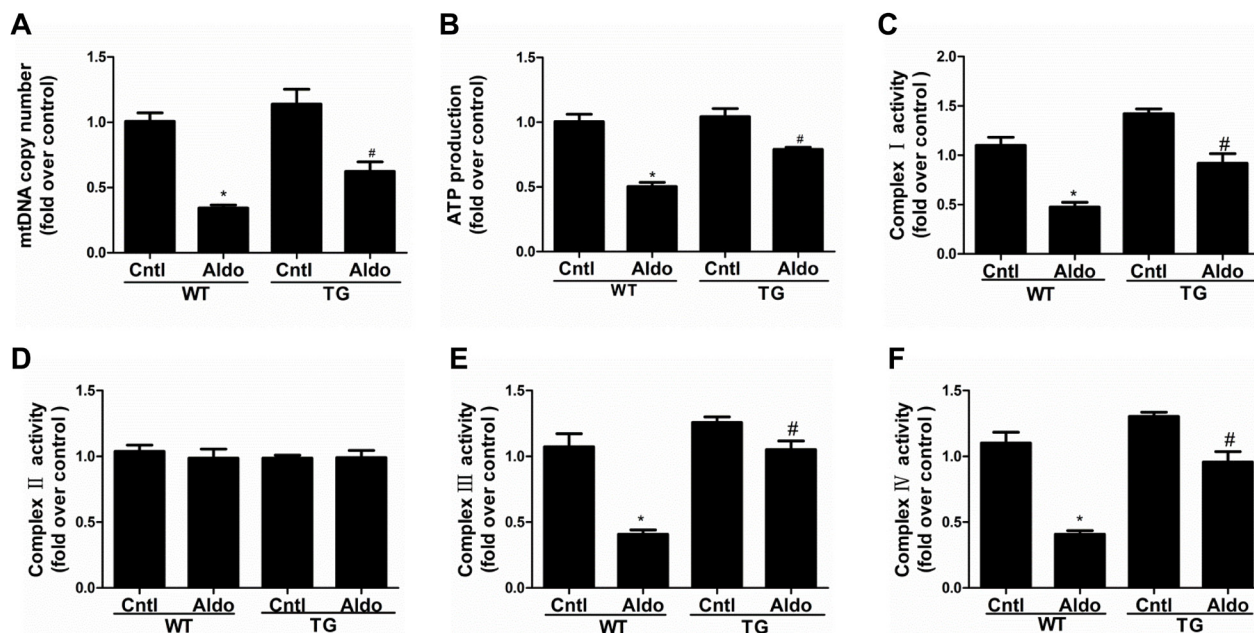 A
mtDNA copy number
(fold over control)
1.5
1.0
0.5
0.0
*
#
Cntl Aldo Cntl Aldo
WT TG
B
ATP production
(fold over control)
1.5
1.0
0.5
0.0
*
#
Cntl Aldo Cntl Aldo
WT TG
C
Complex Ⅰ activity
(fold over control )
2.0
1.5
1.0
0.5
0.0
*
#
Cntl Aldo Cntl Aldo
WT TG
D
Complex Ⅱ activity
(fold over control )
1.5
1.0
0.5
0.0
Cntl Aldo Cntl Aldo
WT TG
E
Complex Ⅲ activity
(fold over control )
1.5
1.0
0.5
0.0
*
#
Cntl Aldo Cntl Aldo
WT TG
F
Complex Ⅳ activity
(fold over control )
1.5
1.0
0.5
0.0
*
#
Cntl Aldo Cntl Aldo
WT TG